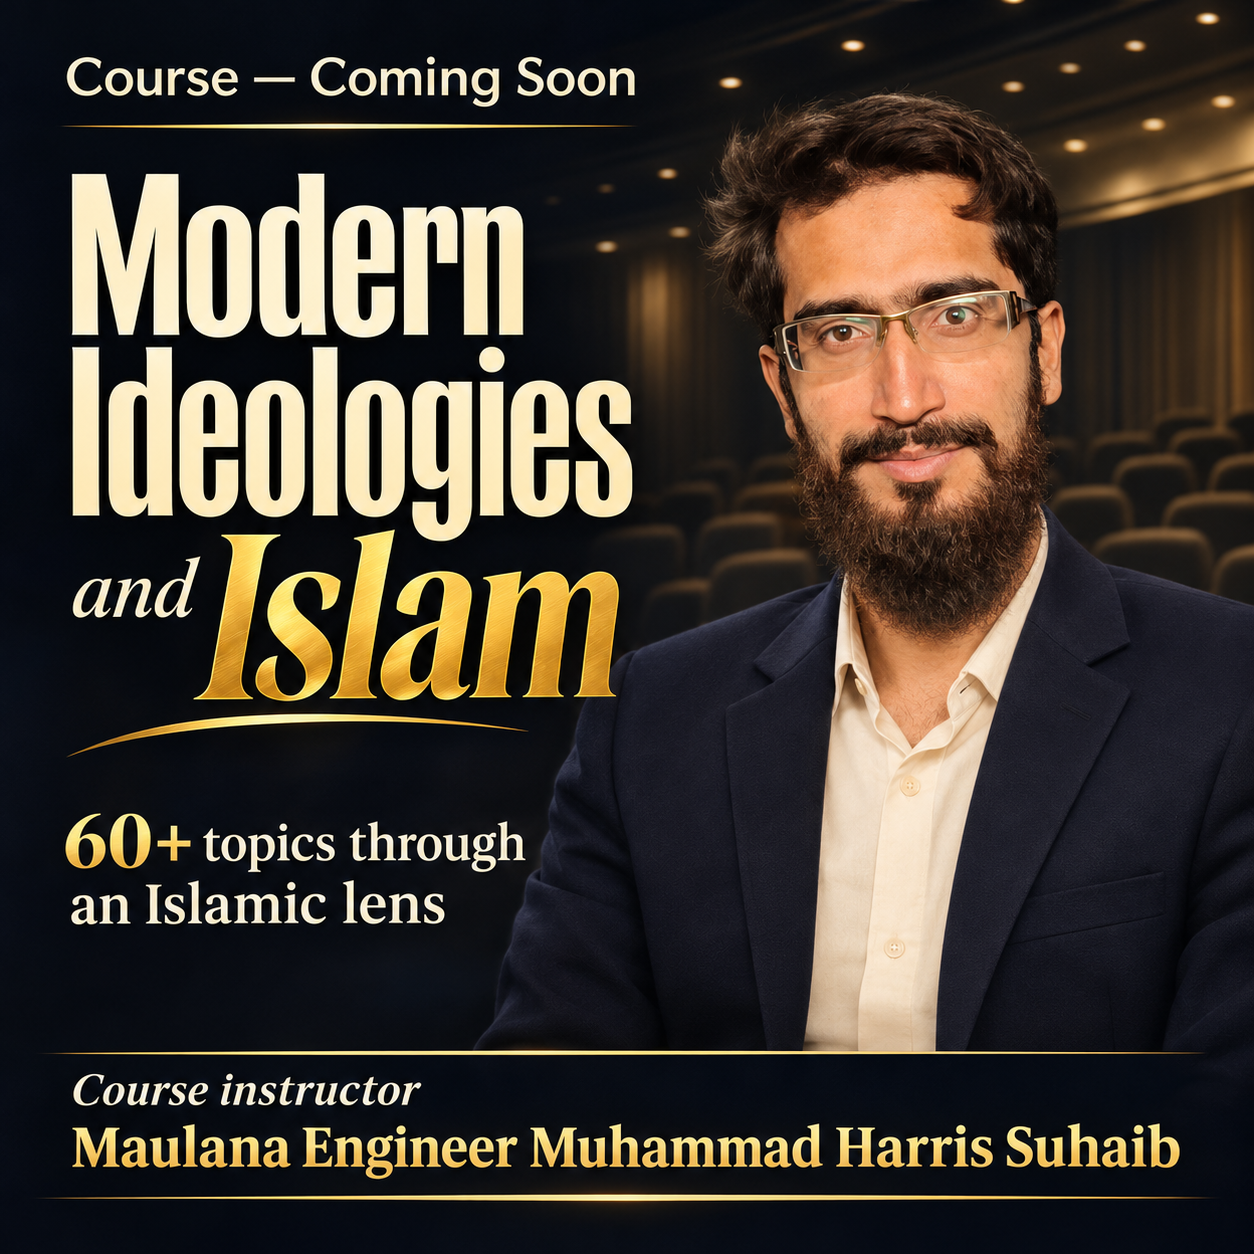 Course — Coming Soon
Modern
Ideologies
and Islam
60+ topics through
an Islamic lens
Course instructor
Maulana Engineer Muhammad Harris Suhaib